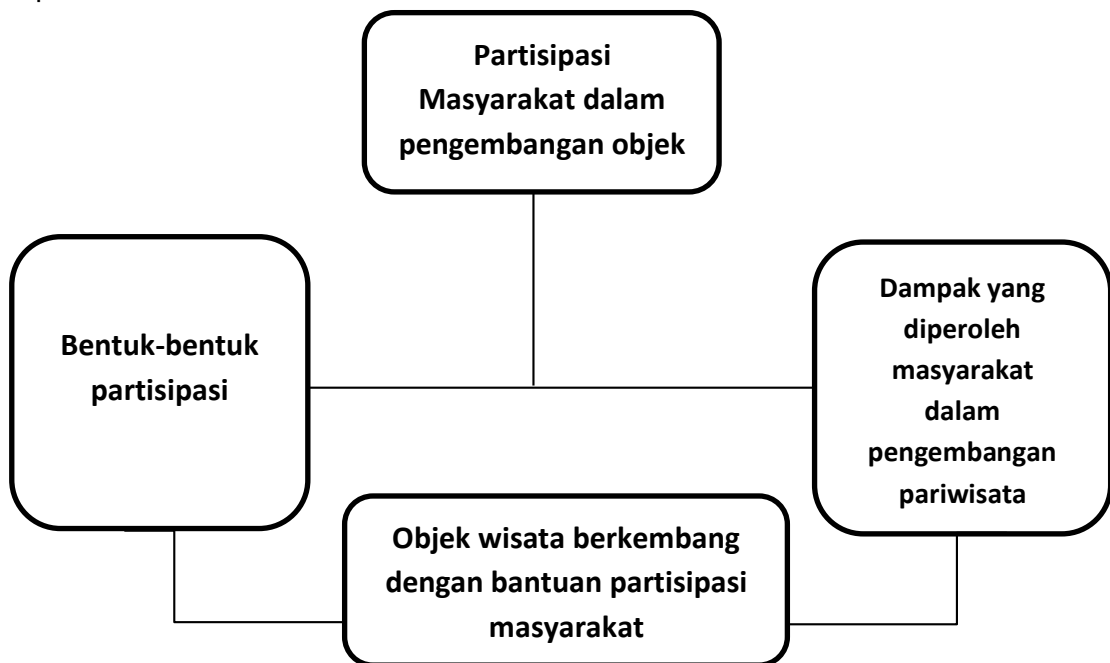 Partisipasi
Masyarakat dalam
pengembangan objek
Bentuk-bentuk
partisipasi
Dampak yang
diperoleh
masyarakat
dalam
pengembangan
pariwisata
Objek wisata berkembang
dengan bantuan partisipasi
masyarakat